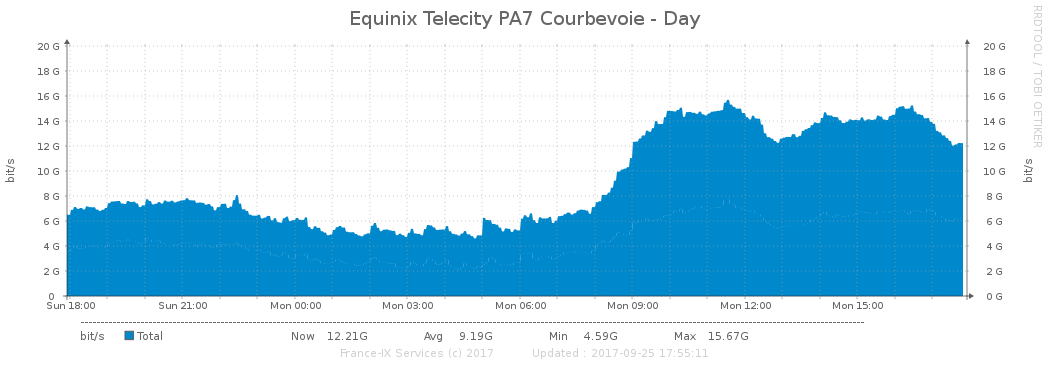 Equinix Telecity PA7 Courbevoie - Day
RRDTOOL / TOBI OETIKER
20 G 20 G
18 G 18 G
16 G 16 G
14 G 14 G
12 G 12 G
10 G 10 G
8 G 8 G
6 G 6 G
4 G 4 G
2 G 2 G
0 0 G
bit/s
bit/s
Sun 18:00 Sun 21:00 Mon 00:00 Mon 03:00 Mon 06:00 Mon 09:00 Mon 12:00 Mon 15:00
bit/s Total Now 12.21G Avg 9.19G Min 4.59G Max 15.67G
France-IX Services (c) 2017 Updated : 2017-09-25 17:55:11